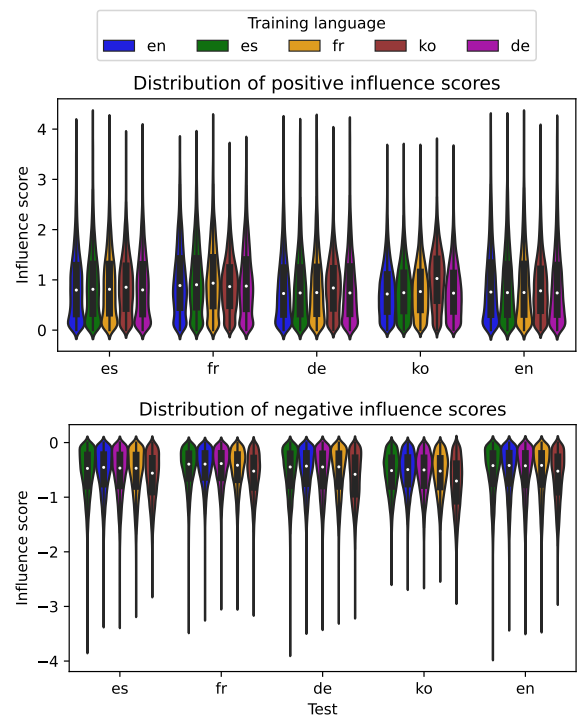 Training language
en es fr ko de
Distribution of positive influence scores
Influence score
4
3
2
1
0
es fr de ko en
Distribution of negative influence scores
Influence score
0
−1
−2
−3
−4
es fr de ko en
Test